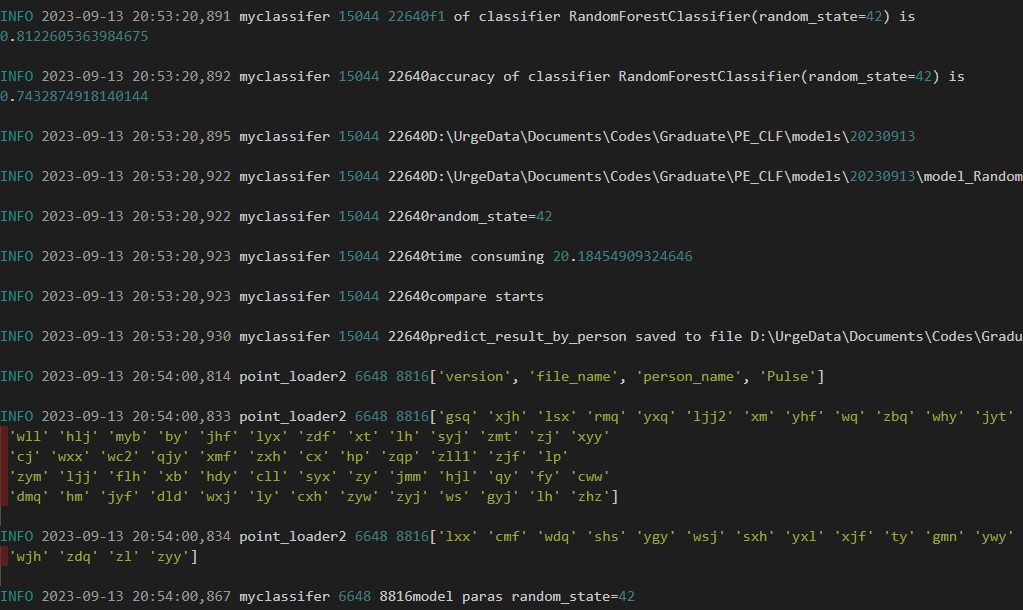 INFO 2023-09-13 20:53:20,891 myclassifer 15044 22640f1 of classifier RandomForestClassifier(random_state=42) is
0.8122605363984675
INFO 2023-09-13 20:53:20,892 myclassifer 15044 22640accuracy of classifier RandomForestClassifier(random_state=42) is
0.7432874918140144
INFO 2023-09-13 20:53:20,895 myclassifer 15044 22640D:\UrgeData\Documents\Codes\Graduate\PE_CLF\models\20230913
INFO 2023-09-13 20:53:20,922 myclassifer 15044 22640D:\UrgeData\Documents\Codes\Graduate\PE_CLF\models\20230913\model_Random
INFO 2023-09-13 20:53:20,922 myclassifer 15044 22640random_state=42
INFO 2023-09-13 20:53:20,923 myclassifer 15044 22640time consuming 20.18454909324646
INFO 2023-09-13 20:53:20,923 myclassifer 15044 22640compare starts
INFO 2023-09-13 20:53:20,930 myclassifer 15044 22640predict_result_by_person saved to file D:\UrgeData\Documents\Codes\Gradu
INFO 2023-09-13 20:54:00,814 point_loader2 6648 8816['version', 'file_name', 'person_name', 'Pulse']
INFO 2023-09-13 20:54:00,833 point_loader2 6648 8816['gsq' 'xjh' 'lsx' 'rmq' 'yxq' 'ljj2' 'xm' 'yhf' 'wq' 'zbq' 'why' 'jyt'
'wll' 'hlj' 'myb' 'by' 'jhf' 'lyx' 'zdf' 'xt' 'lh' 'syj' 'zmt' 'zj' 'xyy'
'cj' 'wxx' 'wc2' 'qjy' 'xmf' 'zxh' 'cx' 'hp' 'zqp' 'zll1' 'zjf' 'lp'
'zym' 'ljj' 'flh' 'xb' 'hdy' 'cll' 'syx' 'zy' 'jmm' 'hjl' 'qy' 'fy' 'cww'
'dmq' 'hm' 'jyf' 'dld' 'wxj' 'ly' 'cxh' 'zyw' 'zyj' 'ws' 'gyj' 'lh' 'zhz']
INFO 2023-09-13 20:54:00,834 point_loader2 6648 8816['lxx' 'cmf' 'wdq' 'shs' 'ygy' 'wsj' 'sxh' 'yxl' 'xjf' 'ty' 'gmn' 'ywy'
'wjh' 'zdq' 'zl' 'zyy']
INFO 2023-09-13 20:54:00,867 myclassifer 6648 8816model paras random_state=42